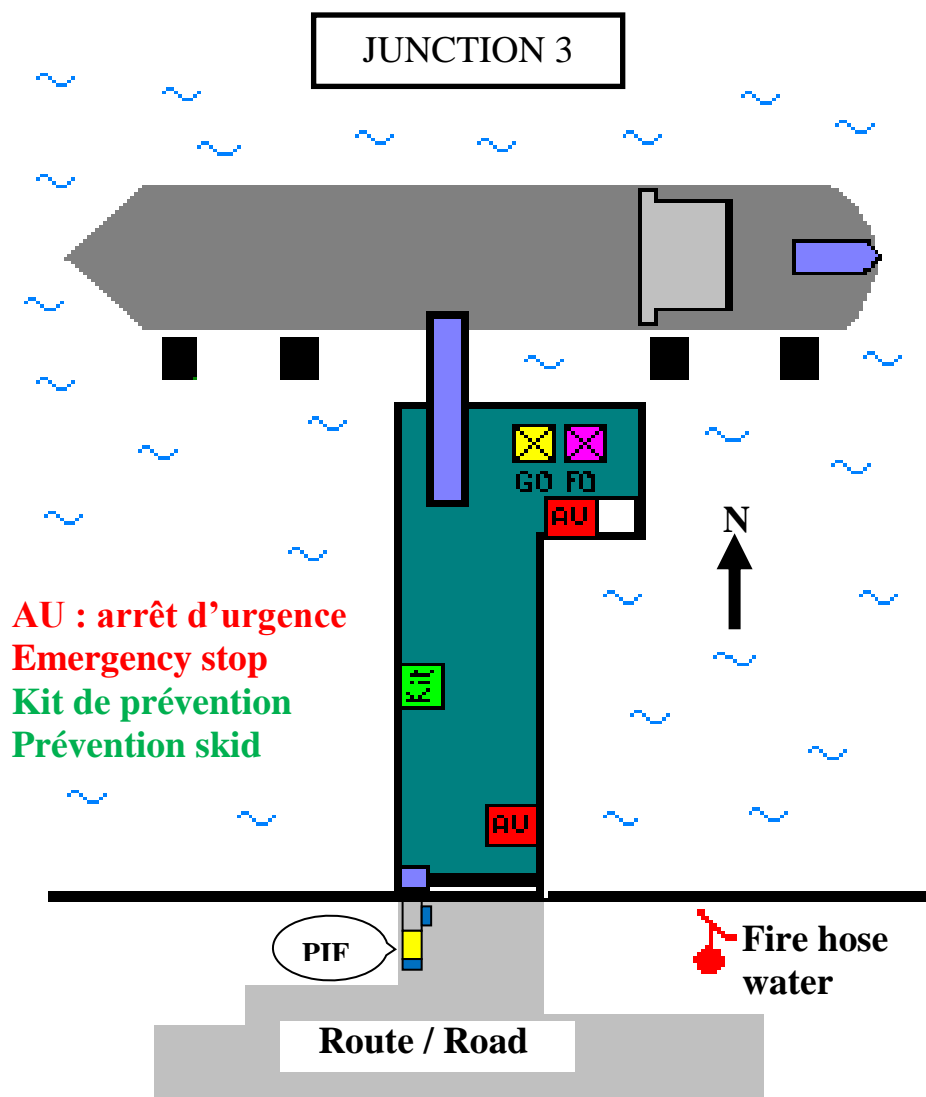 JUNCTION 3
GO FO
AU
N
AU : arrêt d'urgence
Emergency stop
Kit de prévention
Prévention skid
Kit
AU
PIF
Fire hose
water
Route / Road